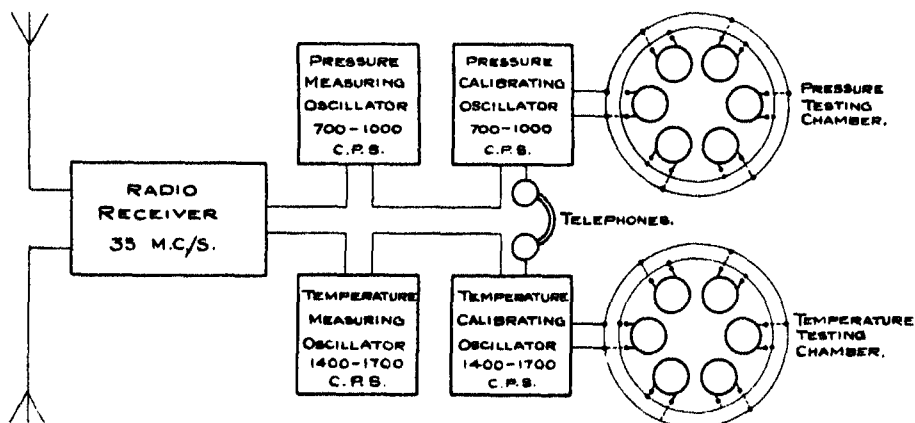 PRESSURE
MEASURING
OSCILLATOR
700-1000
C.P.S.
PRESSURE
CALIBRATING
OSCILLATOR
700-1000
C.P.S.
PRESSURE
TESTING
CHAMBER.
RADIO
RECEIVER
35 M.C/S.
TELEPHONES.
TEMPERATURE
MEASURING
OSCILLATOR
1400-1700
C.P.S.
TEMPERATURE
CALIBRATING
OSCILLATOR
1400-1700
C.P.S.
TEMPERATURE
TESTING
CHAMBER.